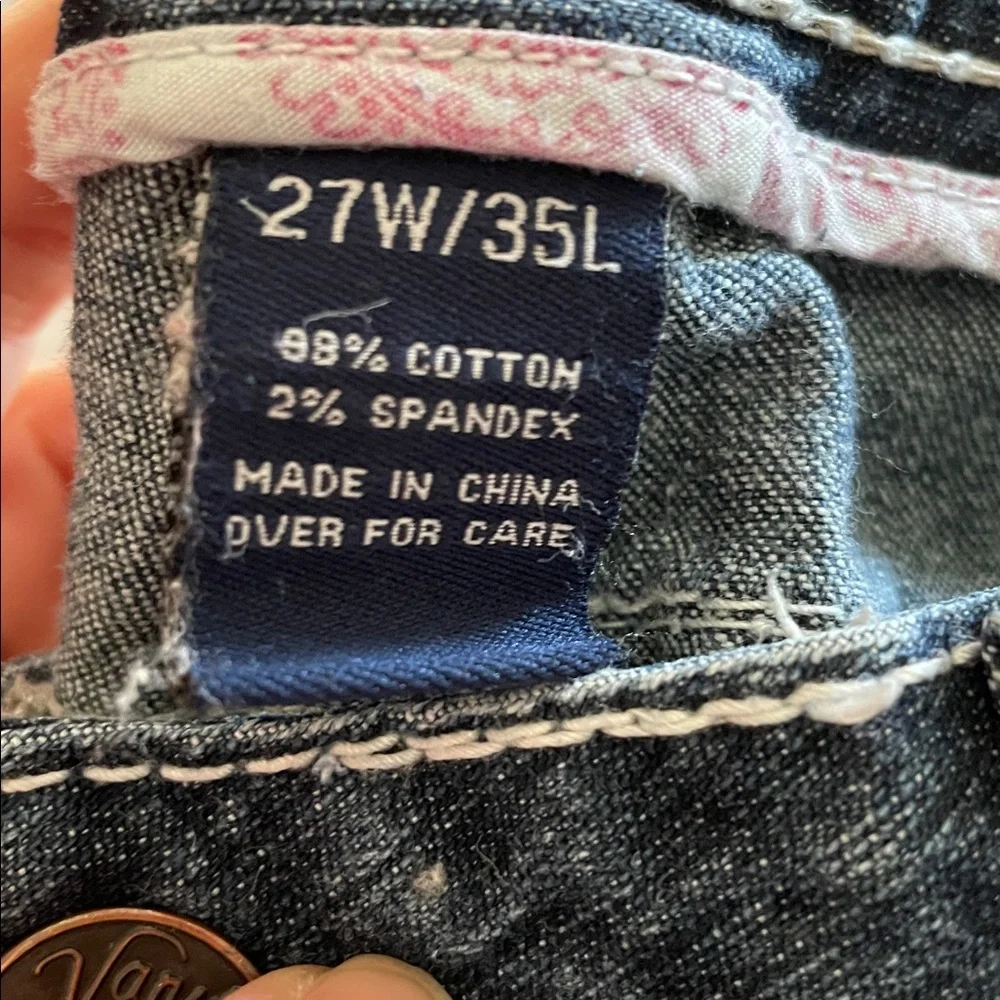 27W/35L
98% COTTON
2% SPANDEX
MADE IN CHINA
OVER FOR CARE